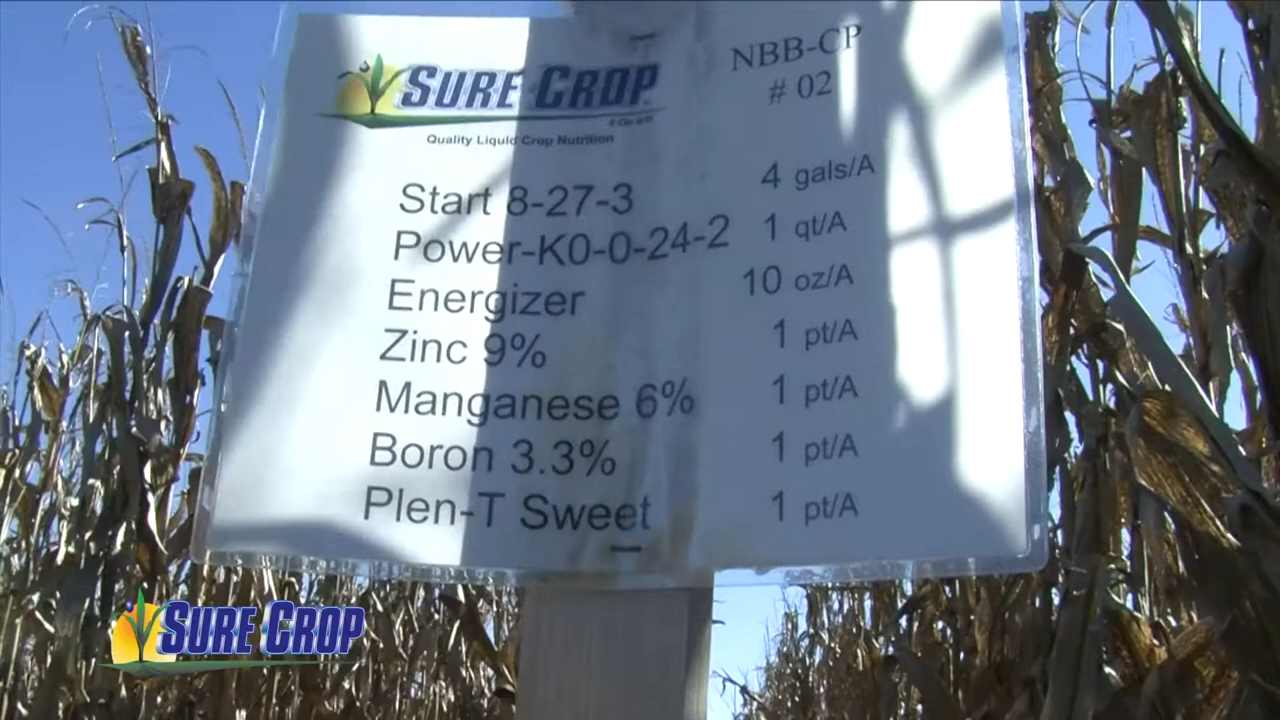 SURE CROP
Quality Liquid Crop Nutrition
NBB-CP
# 02
Start 8-27-3 4 gals/A
Power-K0-0-24-2 1 qt/A
Energizer 10 oz/A
Zinc 9% 1 pt/A
Manganese 6% 1 pt/A
Boron 3.3% 1 pt/A
Plen-T Sweet 1 pt/A
SURE CROP